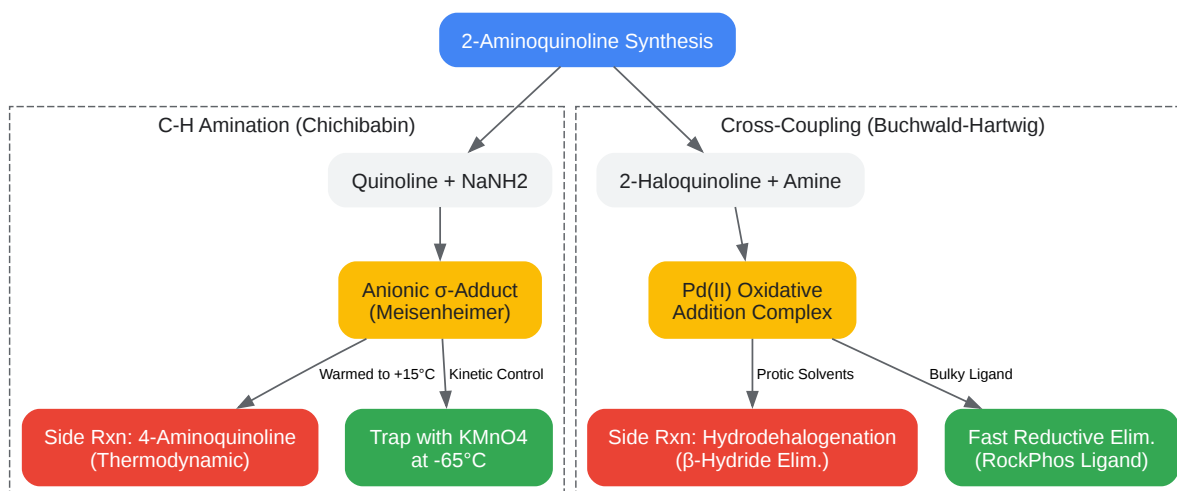 2-Aminoquinoline Synthesis
C-H Amination (Chichibabin)
Cross-Coupling (Buchwald-Hartwig)
Quinoline + NaNH2
2-Haloquinoline + Amine
Anionic σ-Adduct
(Meisenheimer)
Pd(II) Oxidative
Addition Complex
Warmed to +15°C
Kinetic Control
Protic Solvents
Bulky Ligand
Side Rxn: 4-Aminoquinoline
(Thermodynamic)
Trap with KMnO4
at -65°C
Side Rxn: Hydrodehalogenation
(β-Hydride Elim.)
Fast Reductive Elim.
(RockPhos Ligand)